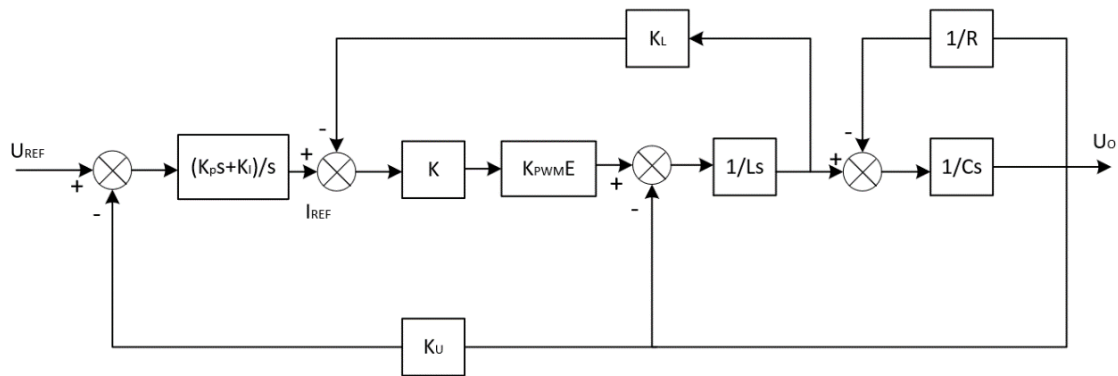 KL
1/R
-
-
UREF
+
(KPs+KI)/s
+
IREF
K
KPWME
+
1/Ls
+
1/Cs
UO
-
-
KU